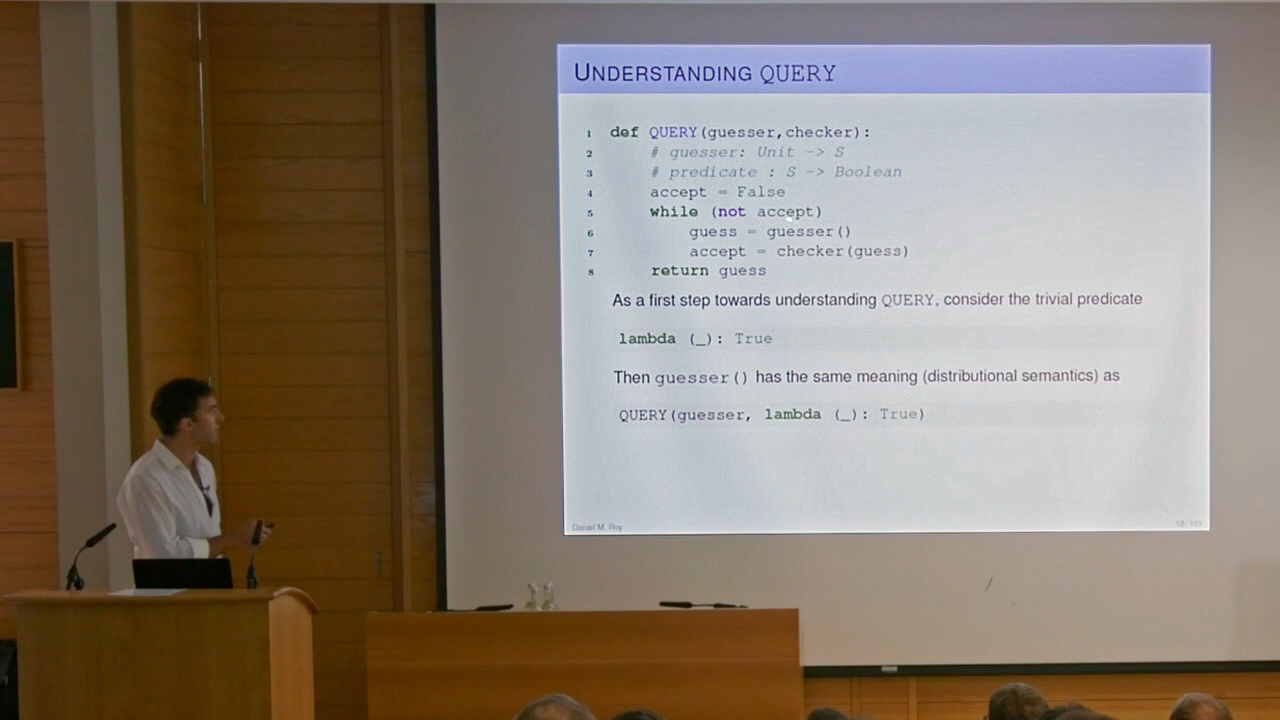 UNDERSTANDING QUERY
1 def QUERY(guesser,checker):
2 # guesser: Unit -> S
3 # predicate : S -> Boolean
4 accept = False
5 while (not accept)
6 guess = guesser()
7 accept = checker(guess)
8 return guess
As a first step towards understanding QUERY, consider the trivial predicate
lambda (_): True
Then guesser() has the same meaning (distributional semantics) as
QUERY(guesser, lambda (_): True)
Daniel M. Roy
12/101